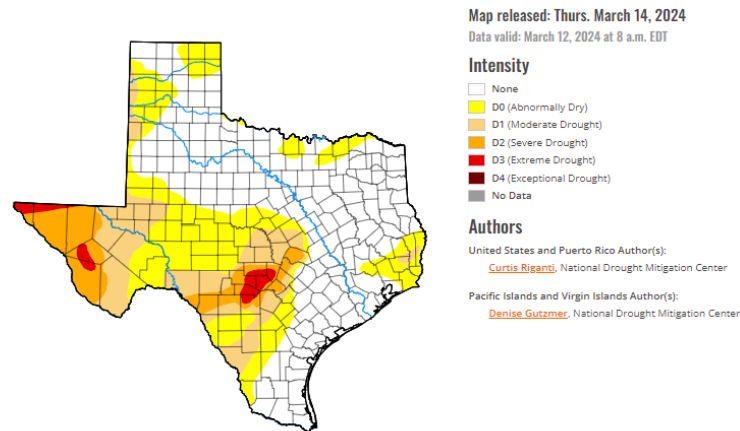 Map released: Thurs. March 14, 2024
Data valid: March 12, 2024 at 8 a.m. EDT
Intensity
None
D0 (Abnormally Dry)
D1 (Moderate Drought)
D2 (Severe Drought)
D3 (Extreme Drought)
D4 (Exceptional Drought)
No Data
Authors
United States and Puerto Rico Author(s):
Curtis Riganti, National Drought Mitigation Center
Pacific Islands and Virgin Islands Author(s):
Denise Gutzmer, National Drought Mitigation Center